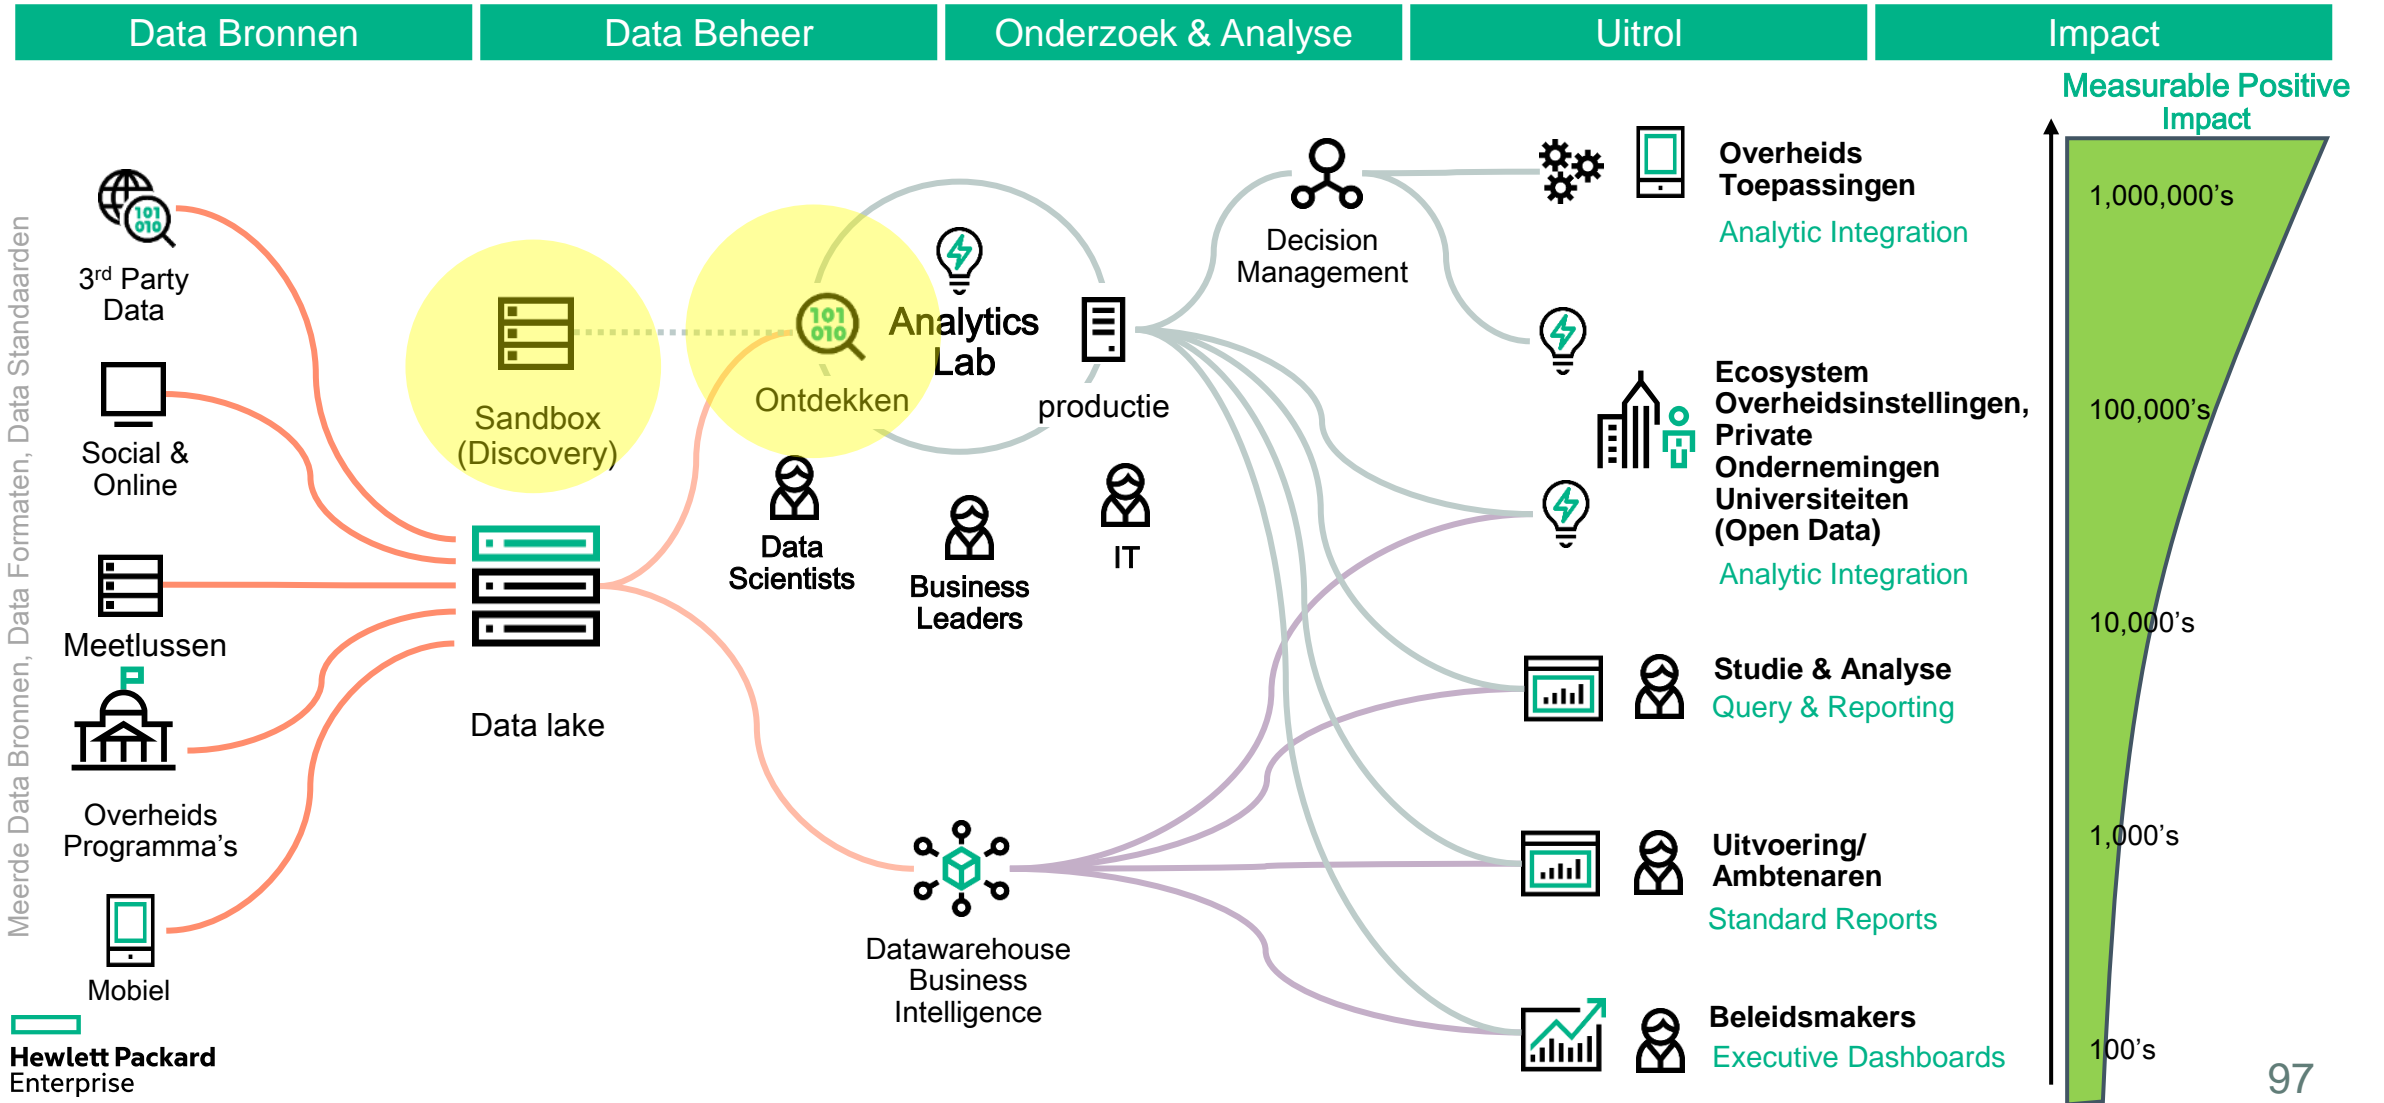 Data Bronnen
Data Beheer
Onderzoek & Analyse
Uitrol
Impact
Meerde Data Bronnen, Data Formaten, Data Standaarden
101
010
3rd Party
Data
Social &
Online
Meetlussen
Overheids
Programma's
Mobiel
Sandbox
(Discovery)
Data lake
101
010
Ontdekken
Analytics
Lab
productie
Data
Scientists
Business
Leaders
IT
Datawarehouse
Business
Intelligence
Decision
Management
Overheids
Toepassingen
Analytic Integration
Ecosystem
Overheidsinstellingen,
Private
Ondernemingen
Universiteiten
(Open Data)
Analytic Integration
Studie & Analyse
Query & Reporting
Uitvoering/
Ambtenaren
Standard Reports
Beleidsmakers
Executive Dashboards
Measurable Positive
Impact
1,000,000's
100,000's
10,000's
1,000's
100's
Hewlett Packard
Enterprise
97